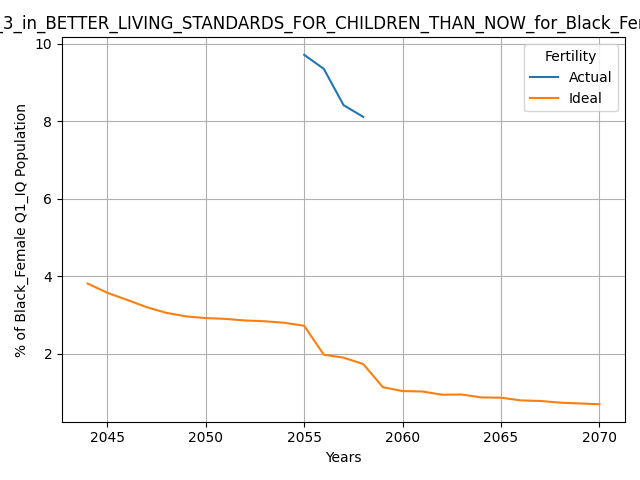 _3_in_BETTER_LIVING_STANDARDS_FOR_CHILDREN_THAN_NOW_for_Black_Fe
Fertility
Actual
Ideal
% of Black_Female Q1_IQ Population
10
8
6
4
2
2045 2050 2055 2060 2065 2070
Years